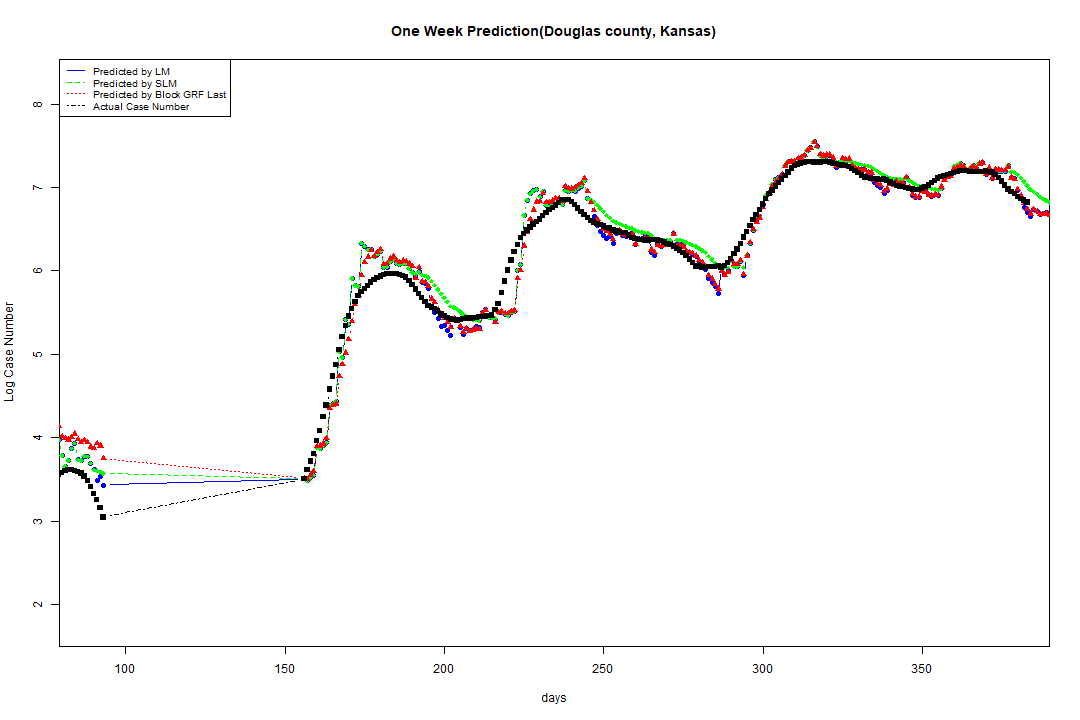 One Week Prediction(Douglas county, Kansas)
Predicted by LM
Predicted by SLM
Predicted by Block GRF Last
Actual Case Number
Log Case Number
8
7
6
5
4
3
2
100 150 200 250 300 350
days